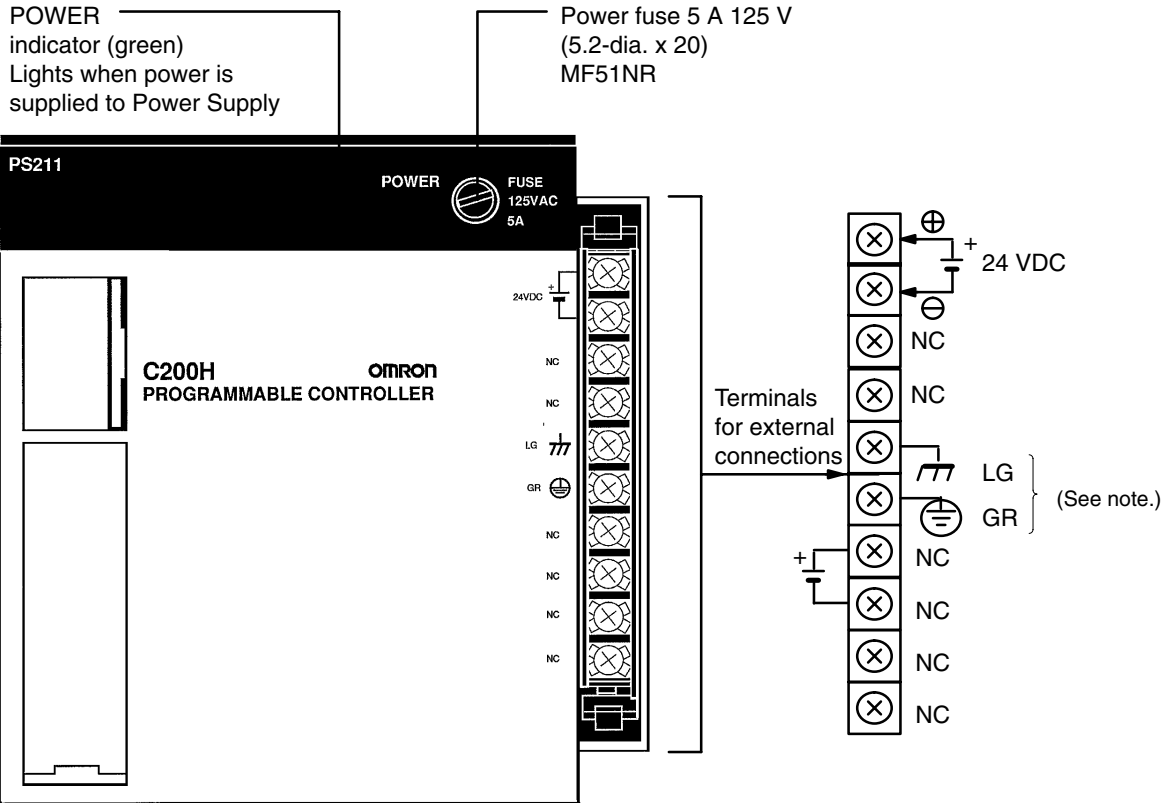 POWER
indicator (green)
Lights when power is
supplied to Power Supply
Power fuse 5 A 125 V
(5.2-dia. x 20)
MF51NR
PS211
POWER
FUSE
125VAC
5A
24VDC
+
NC
C200H
OMRON
PROGRAMMABLE CONTROLLER
NC
LG
GR
NC
NC
NC
NC
Terminals
for external
connections
+
24 VDC
NC
NC
LG
GR
(See note.)
+
NC
NC
NC
NC